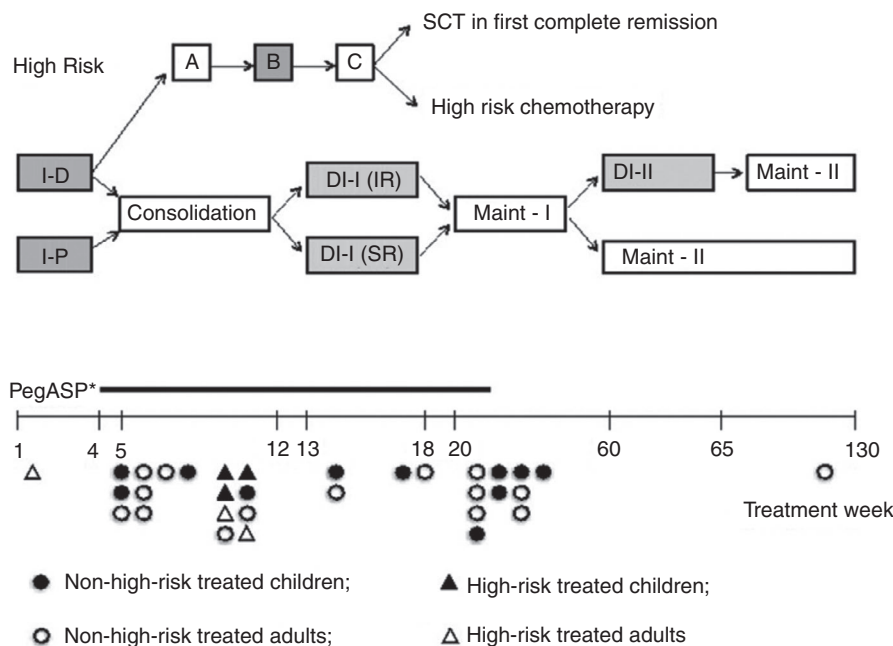 SCT in first complete remission
High Risk
A
B
C
High risk chemotherapy
I-D
DI-I (IR)
DI-II
Maint - II
Consolidation
Maint - I
I-P
DI-I (SR)
Maint - II
PegASP*
1 4 5 12 13 18 20 60 65 130
Treatment week
Non-high-risk treated children;
High-risk treated children;
Non-high-risk treated adults;
High-risk treated adults